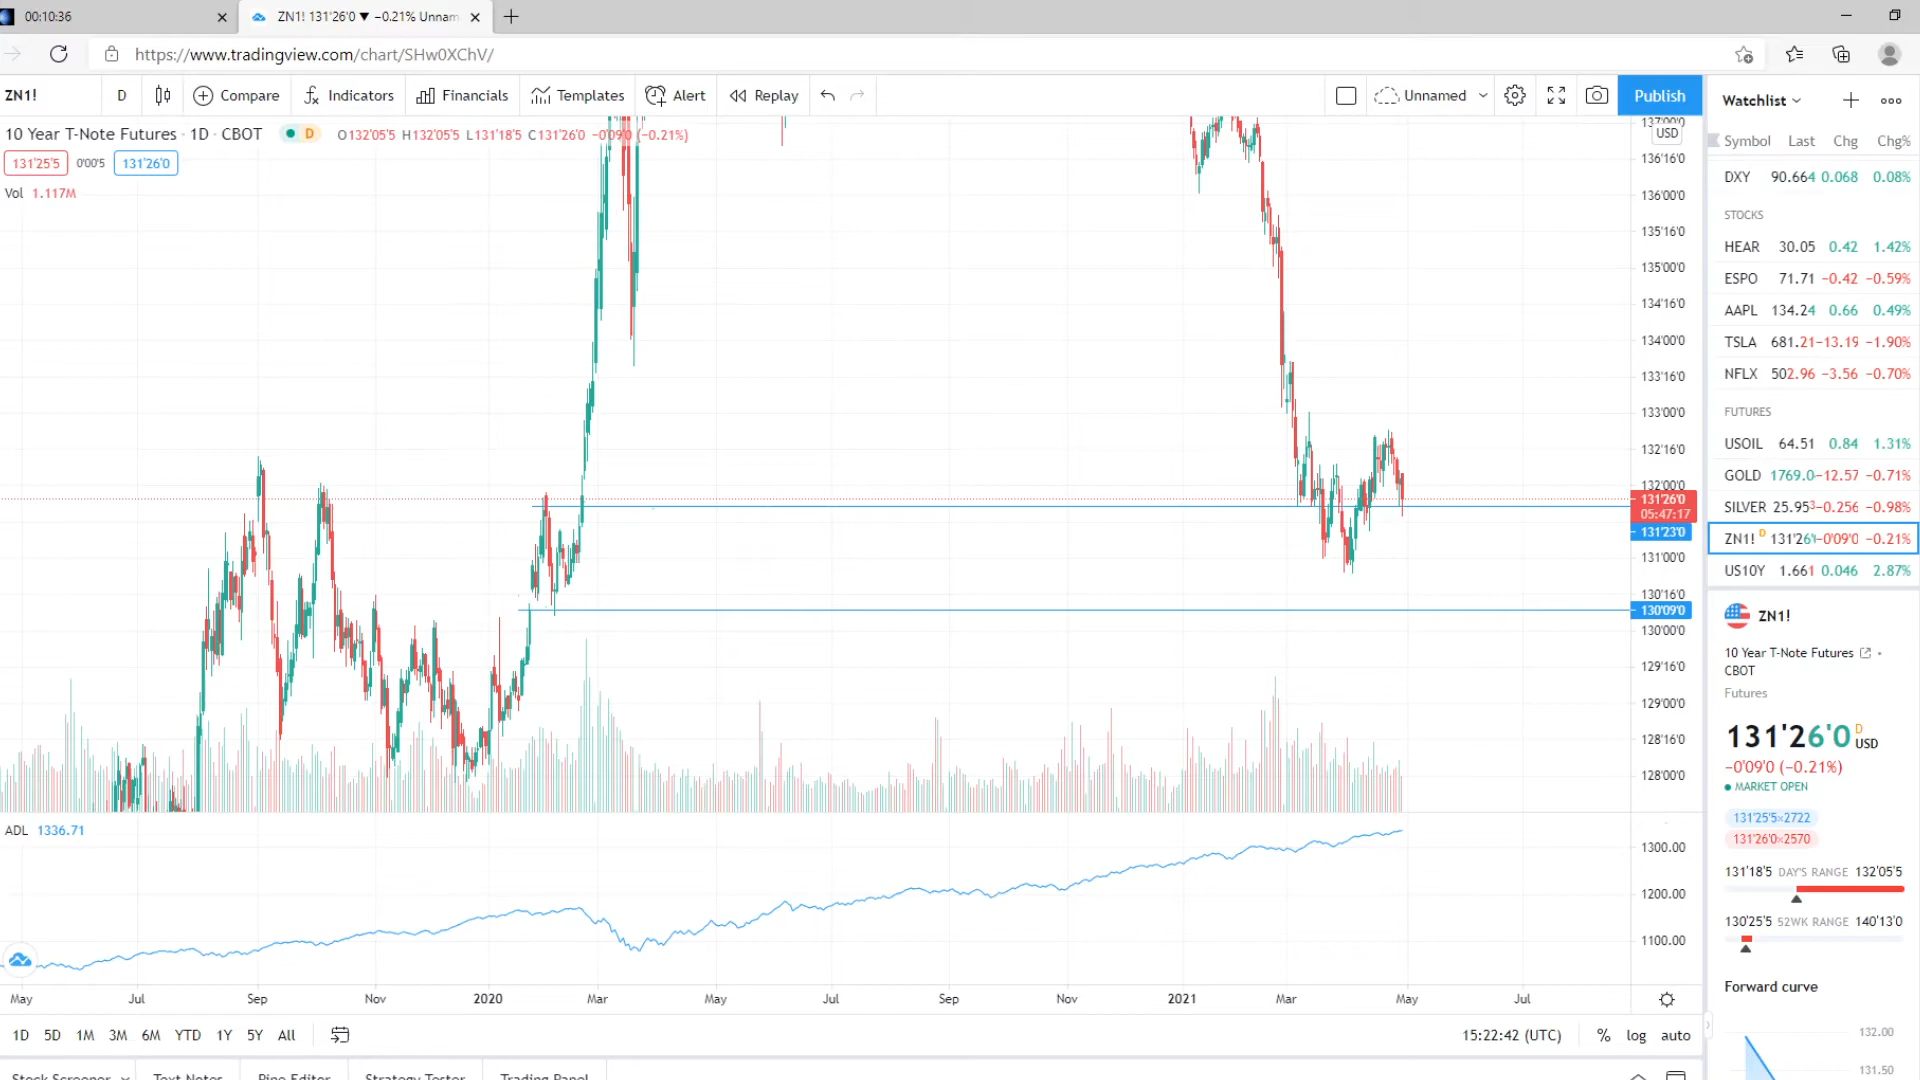 00:10:36
ZN1! 131'26'0 ▼ −0.21% Unnam
https://www.tradingview.com/chart/SHw0XChV/
ZN1! D Compare Indicators Financials Templates Alert Replay Unnamed Publish
10 Year T-Note Futures · 1D · CBOT D O132'05'5 H132'05'5 L131'18'5 C131'26'0 −0'09'0 (−0.21%)
131'25'5 0'00'5 131'26'0
Vol 1.117M
137'00'0
USD
136'16'0
136'00'0
135'16'0
135'00'0
134'16'0
134'00'0
133'16'0
133'00'0
132'16'0
132'00'0
131'26'0
05:47:17
131'23'0
131'00'0
130'16'0
130'09'0
130'00'0
129'16'0
129'00'0
128'16'0
128'00'0
ADL 1336.71
1300.00
1200.00
1100.00
May Jul Sep Nov 2020 Mar May Jul Sep Nov 2021 Mar May Jul
1D 5D 1M 3M 6M YTD 1Y 5Y All 15:22:42 (UTC) % log auto
Stock Screener Text Notes Pine Editor Strategy Tester Trading Panel
Watchlist
Symbol Last Chg Chg%
DXY 90.664 0.068 0.08%
STOCKS
HEAR 30.05 0.42 1.42%
ESPO 71.71 −0.42 −0.59%
AAPL 134.24 0.66 0.49%
TSLA 681.21 −13.19 −1.90%
NFLX 502.96 −3.56 −0.70%
FUTURES
USOIL 64.51 0.84 1.31%
GOLD 1769.0 −12.57 −0.71%
SILVER 25.953 −0.256 −0.98%
ZN1! D 131'26' −0'09'0 −0.21%
US10Y 1.661 0.046 2.87%
ZN1!
10 Year T-Note Futures ·
CBOT
Futures
131'26'0 D USD
−0'09'0 (−0.21%)
MARKET OPEN
131'25'5×2722
131'26'0×2570
131'18'5 DAY'S RANGE 132'05'5
130'25'5 52WK RANGE 140'13'0
Forward curve
132.00
131.50